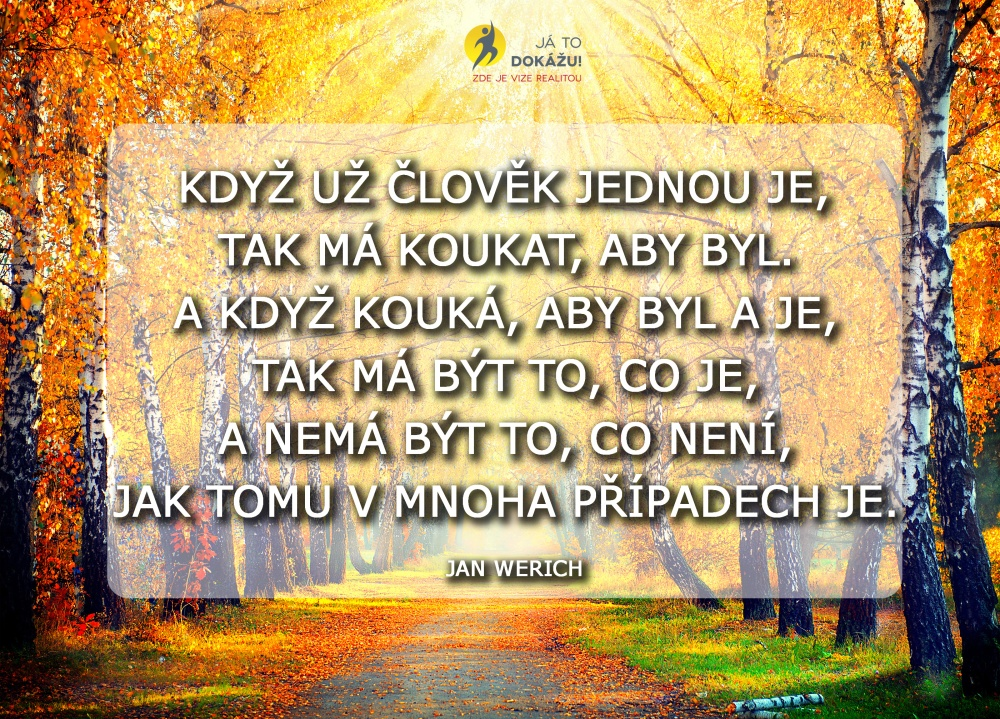 JÁ TO
DOKÁŽU!
ZDE JE VIZE REALITOU
KDYŽ UŽ ČLOVĚK JEDNOU JE,
TAK MÁ KOUKAT, ABY BYL.
A KDYŽ KOUKÁ, ABY BYL A JE,
TAK MÁ BÝT TO, CO JE,
A NEMÁ BÝT TO, CO NENÍ,
JAK TOMU V MNOHA PŘÍPADECH JE.
JAN WERICH